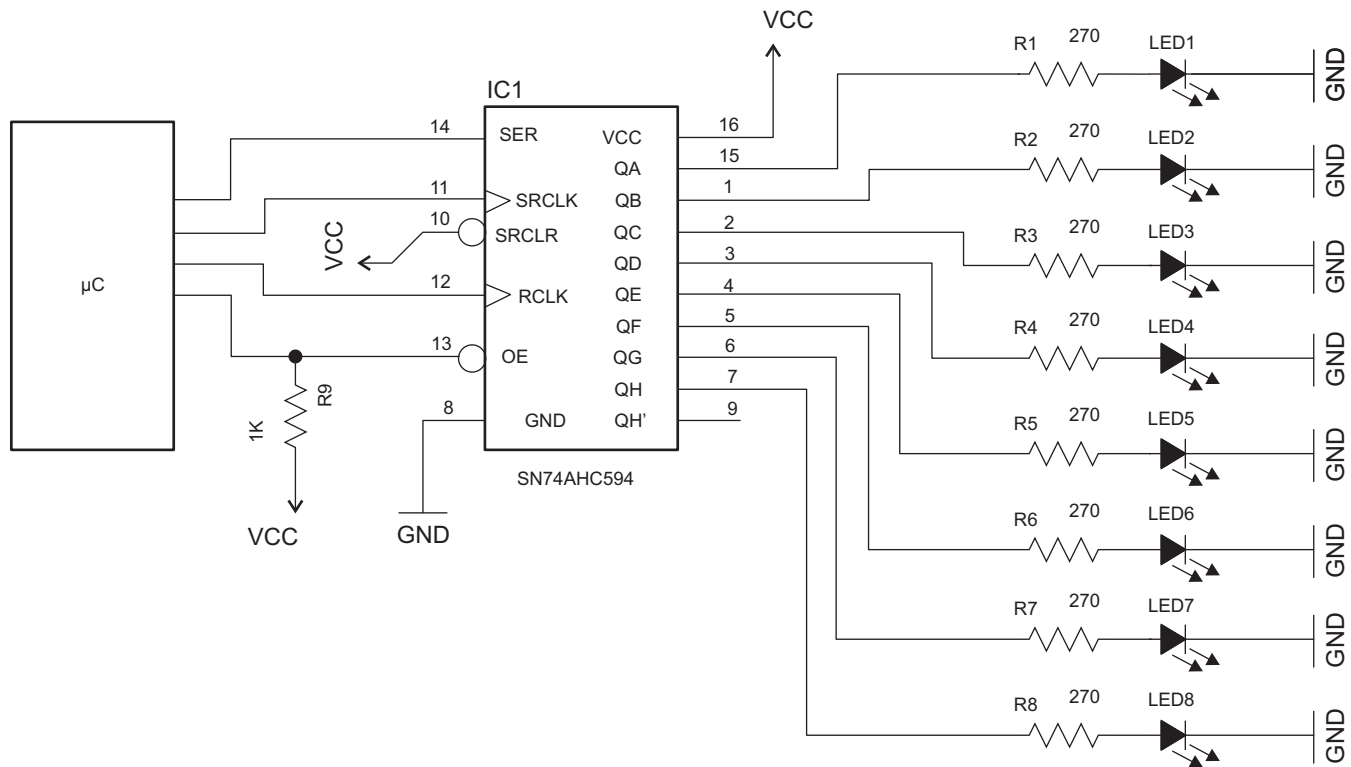 VCC
R1 270 LED1 GND
IC1
14 SER VCC 16
QA 15
R2 270 LED2 GND
11 SRCLK QB 1
10 SRCLR QC 2
VCC
R3 270 LED3 GND
QD 3
µC
12 RCLK QE 4
QF 5
R4 270 LED4 GND
13 OE QG 6
QH 7
R9
1K
8 GND QH' 9
R5 270 LED5 GND
SN74AHC594
VCC
GND
R6 270 LED6 GND
R7 270 LED7 GND
R8 270 LED8 GND